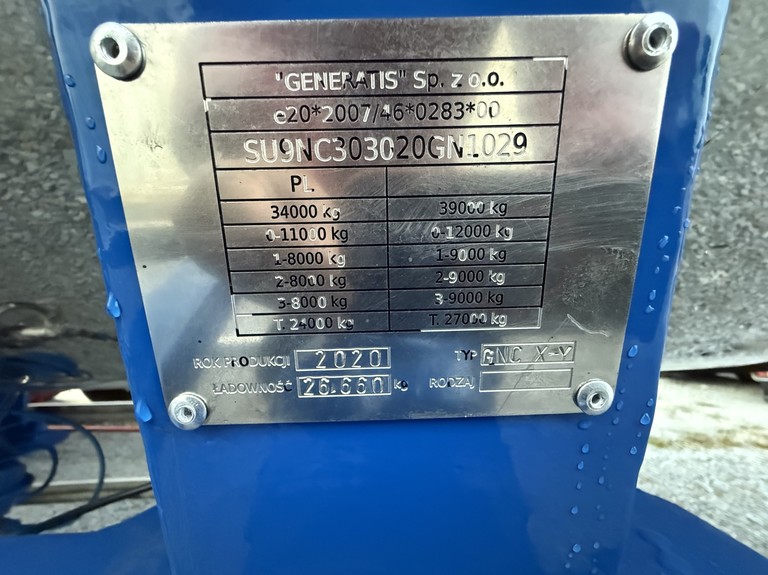 "GENERATIS" Sp. z o.o.
e20*2007/46*0283*00
SU9NC303020GN1029
PL
34000 kg 39000 kg
0-11000 kg 0-12000 kg
1-8000 kg 1-9000 kg
2-8000 kg 2-9000 kg
3-8000 kg 3-9000 kg
T. 24000 kg T. 27000 kg
ROK PRODUKCJI 2020 TYP GNC X-Y
ŁADOWNOŚĆ 26.660 kg RODZAJ